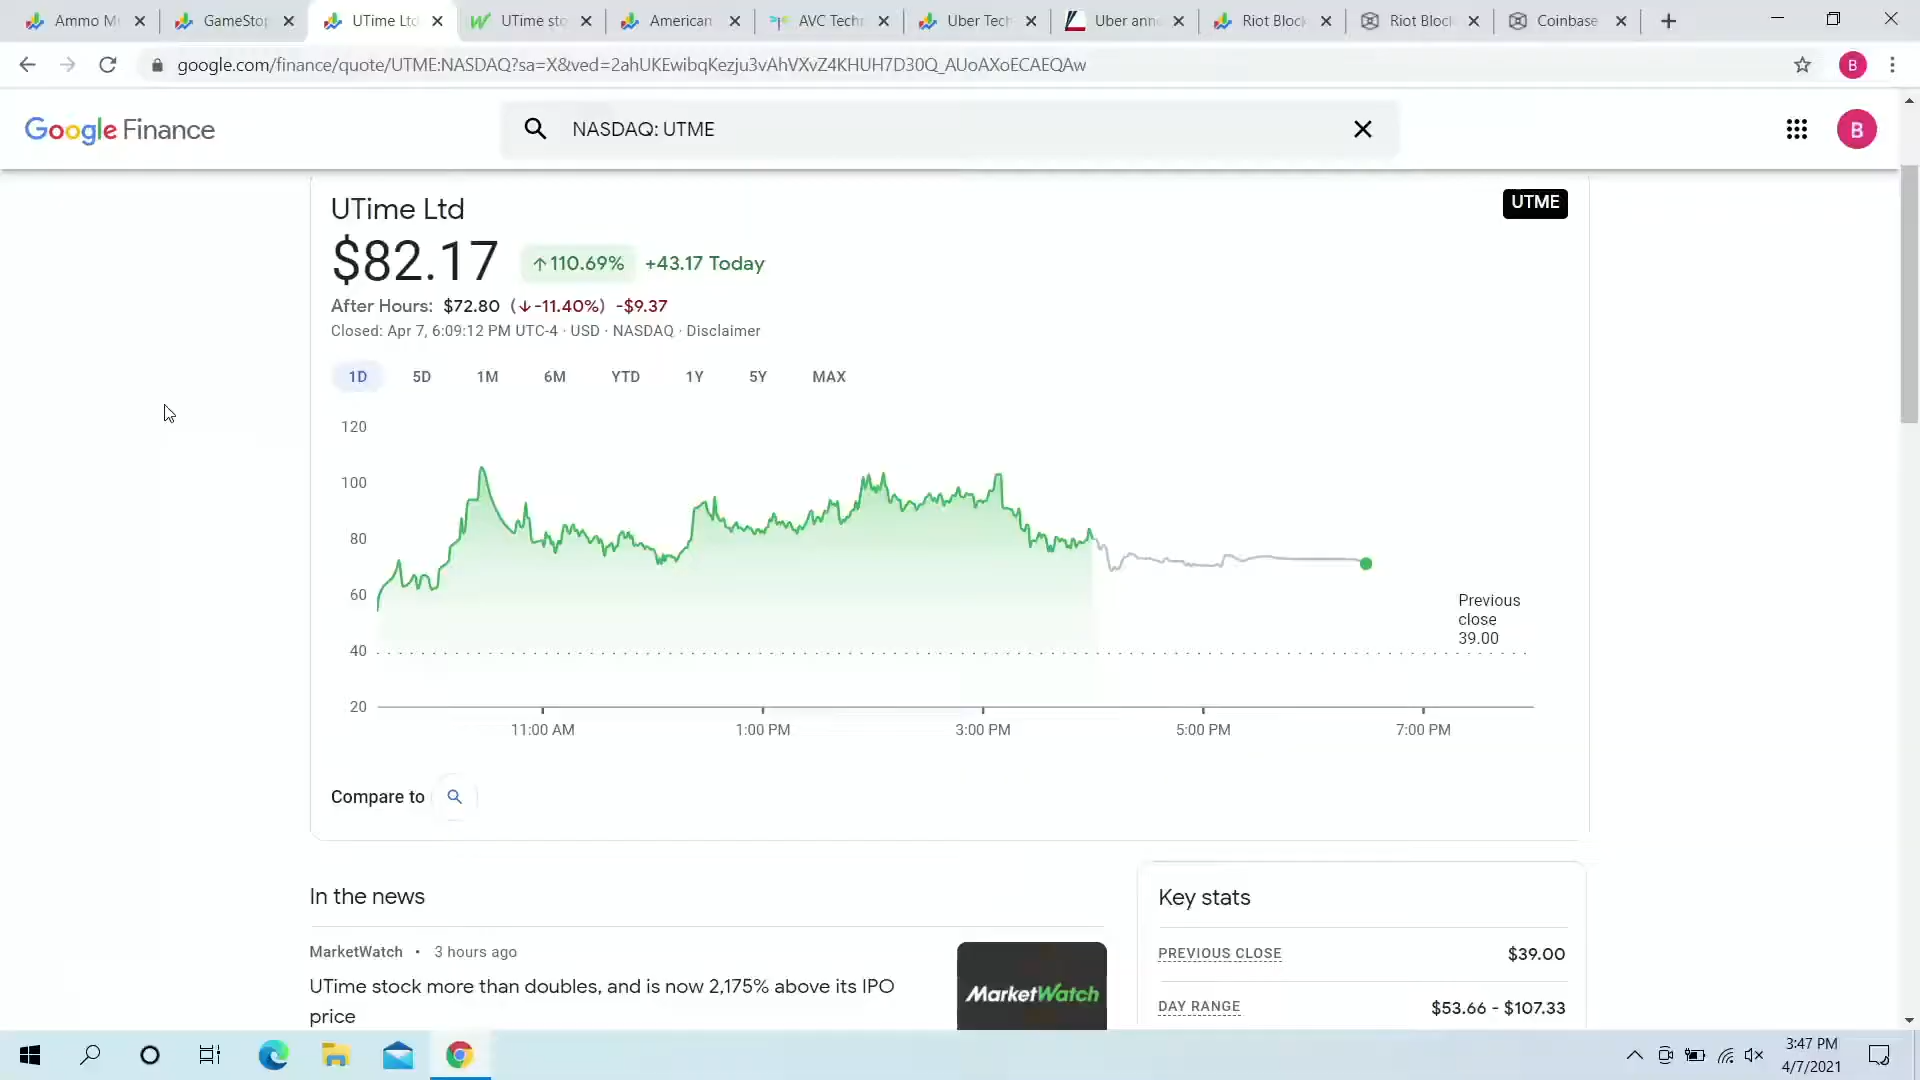 Ammo M
GameStop
UTime Ltd
UTime sto
American
AVC Techn
Uber Tech
Uber ann
Riot Block
Riot Block
Coinbase
google.com/finance/quote/UTME:NASDAQ?sa=X&ved=2ahUKEwibqKezju3vAhVXvZ4KHUH7D30Q_AUoAXoECAEQAw
B
Google Finance
NASDAQ: UTME
B
UTime Ltd
UTME
$82.17
↑110.69%
+43.17 Today
After Hours: $72.80 (↓-11.40%) -$9.37
Closed: Apr 7, 6:09:12 PM UTC-4 · USD · NASDAQ · Disclaimer
1D 5D 1M 6M YTD 1Y 5Y MAX
120
100
80
60
40
20
Previous
close
39.00
11:00 AM
1:00 PM
3:00 PM
5:00 PM
7:00 PM
Compare to
In the news
MarketWatch • 3 hours ago
UTime stock more than doubles, and is now 2,175% above its IPO
price
MarketWatch
Key stats
PREVIOUS CLOSE
$39.00
DAY RANGE
$53.66 - $107.33
3:47 PM
4/7/2021